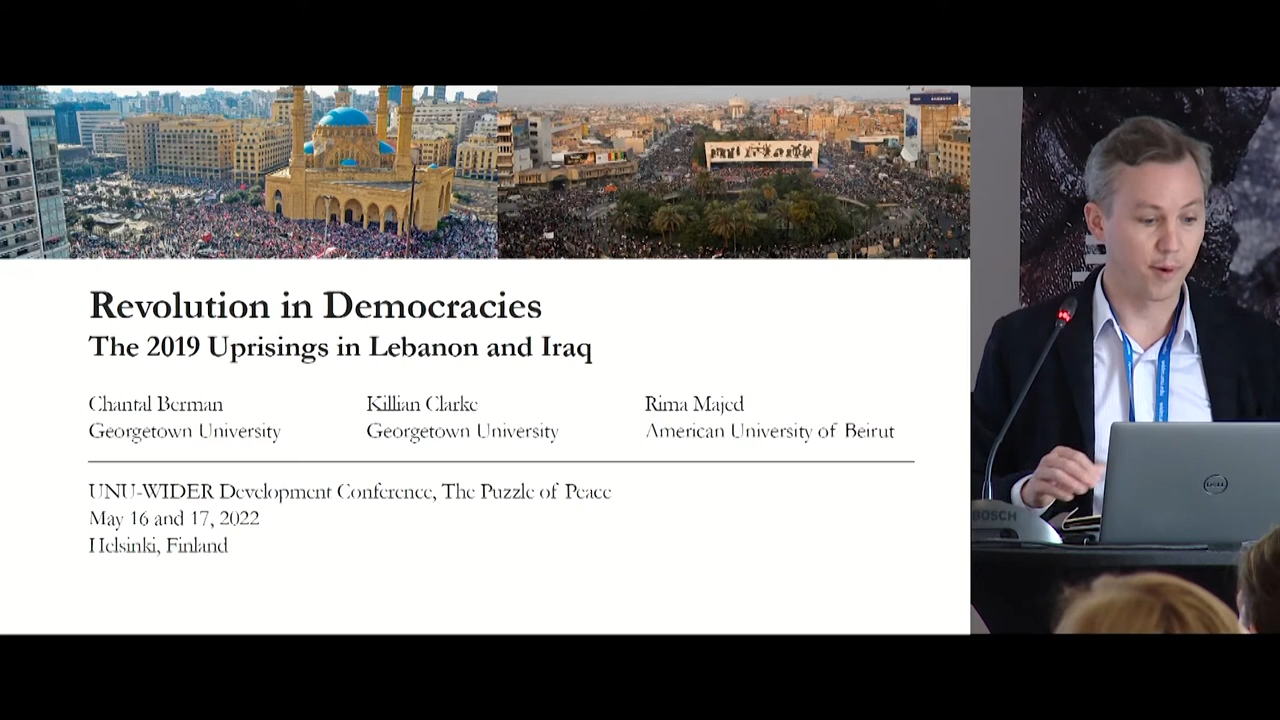 Revolution in Democracies
The 2019 Uprisings in Lebanon and Iraq
Chantal Berman
Georgetown University
Killian Clarke
Georgetown University
Rima Majed
American University of Beirut
UNU-WIDER Development Conference, The Puzzle of Peace
May 16 and 17, 2022
Helsinki, Finland
BOSCH
DELL